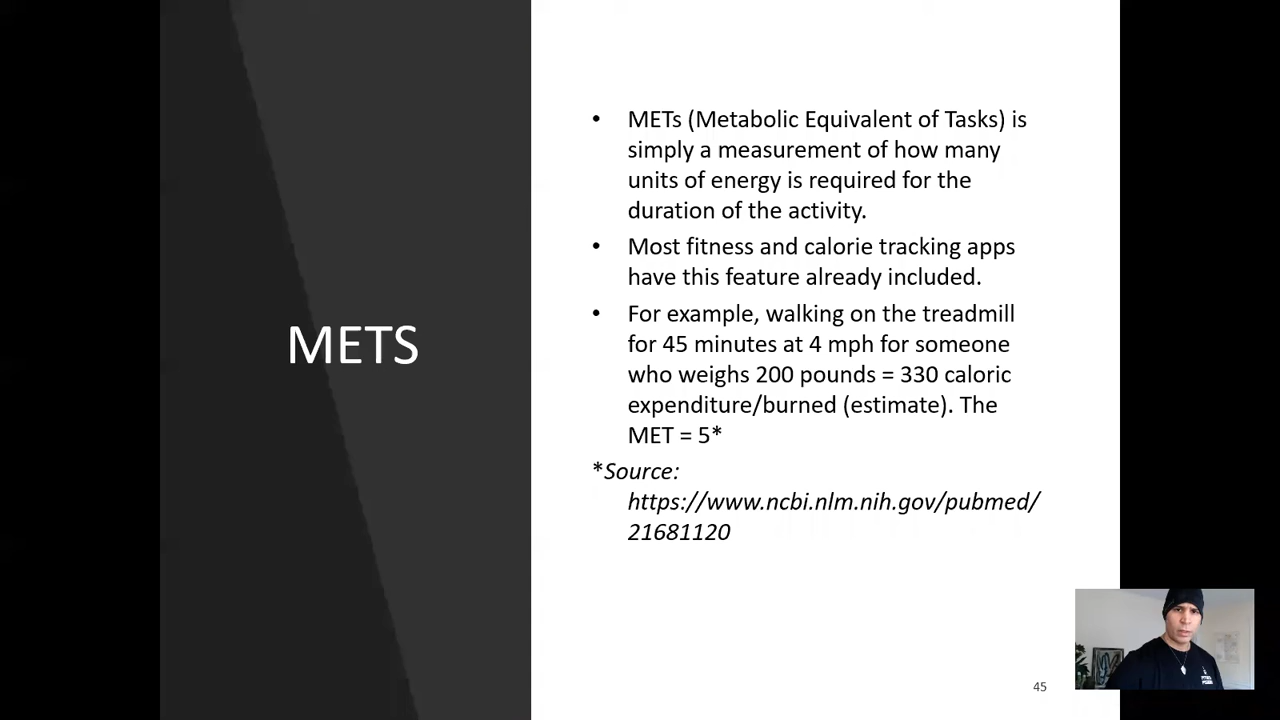 METS
• METs (Metabolic Equivalent of Tasks) is
simply a measurement of how many
units of energy is required for the
duration of the activity.
• Most fitness and calorie tracking apps
have this feature already included.
• For example, walking on the treadmill
for 45 minutes at 4 mph for someone
who weighs 200 pounds = 330 caloric
expenditure/burned (estimate). The
MET = 5*
*Source:
https://www.ncbi.nlm.nih.gov/pubmed/
21681120
45